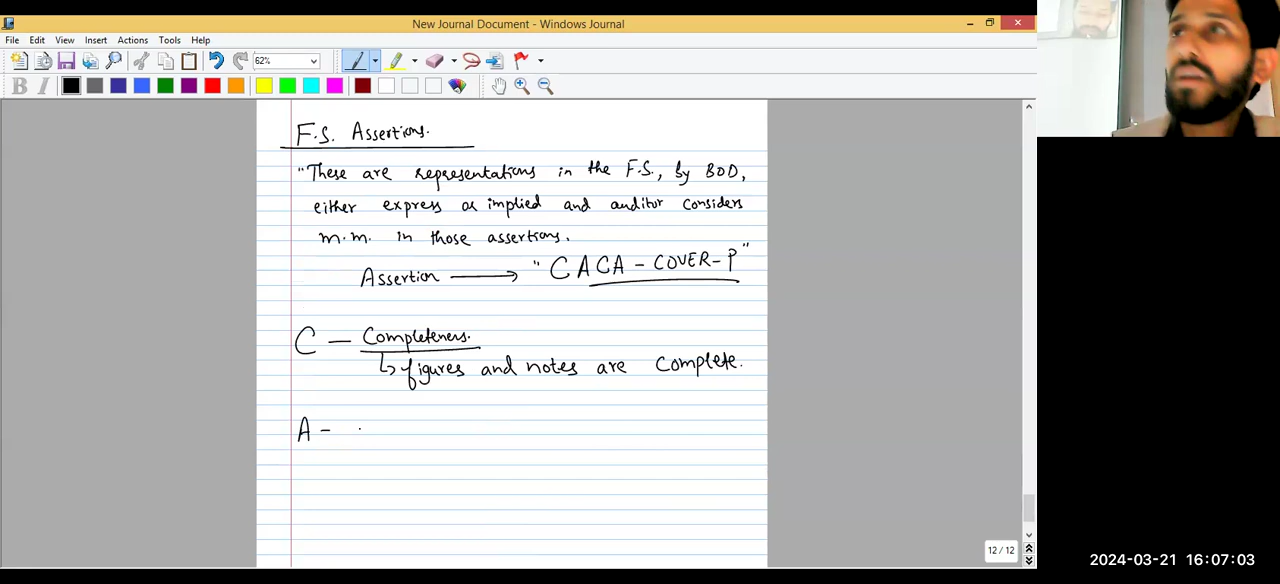 New Journal Document - Windows Journal
File Edit View Insert Actions Tools Help
62%
B I
F.S. Assertions.
"These are representations in the F.S., by BOD,
either express or implied and auditor considers
m.m. in those assertions.
Assertion → "CACA - COVER - P"
C - Completeness.
↳ figures and notes are complete.
A -
12 / 12
2024-03-21 16:07:03